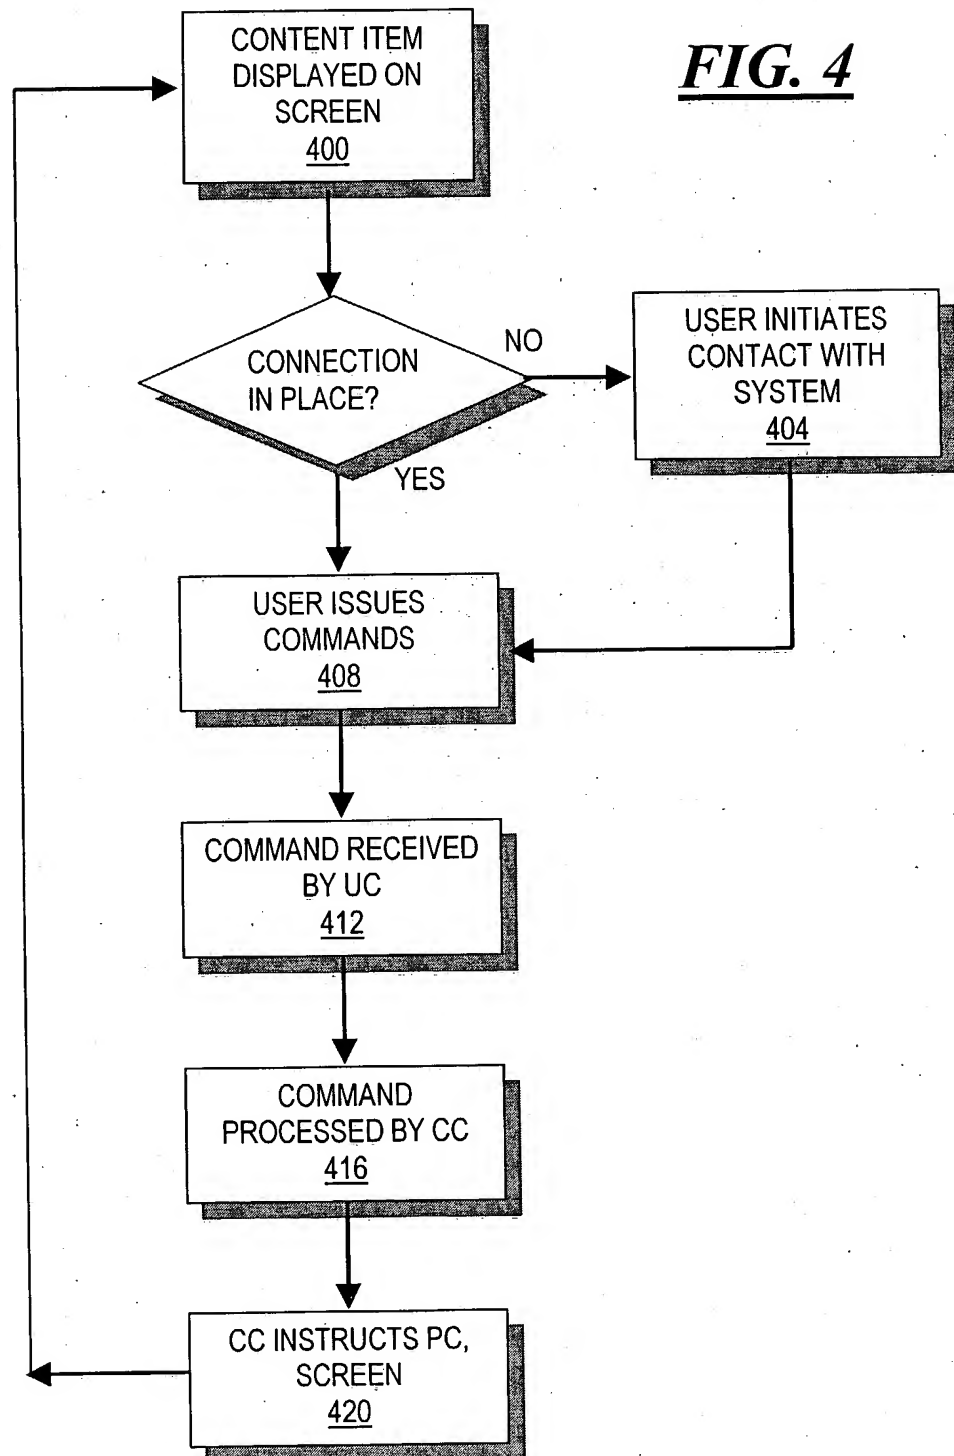 FIG. 4
CONTENT ITEM
DISPLAYED ON
SCREEN
400
CONNECTION
IN PLACE?
NO
USER INITIATES
CONTACT WITH
SYSTEM
404
YES
USER ISSUES
COMMANDS
408
COMMAND RECEIVED
BY UC
412
COMMAND
PROCESSED BY CC
416
CC INSTRUCTS PC,
SCREEN
420